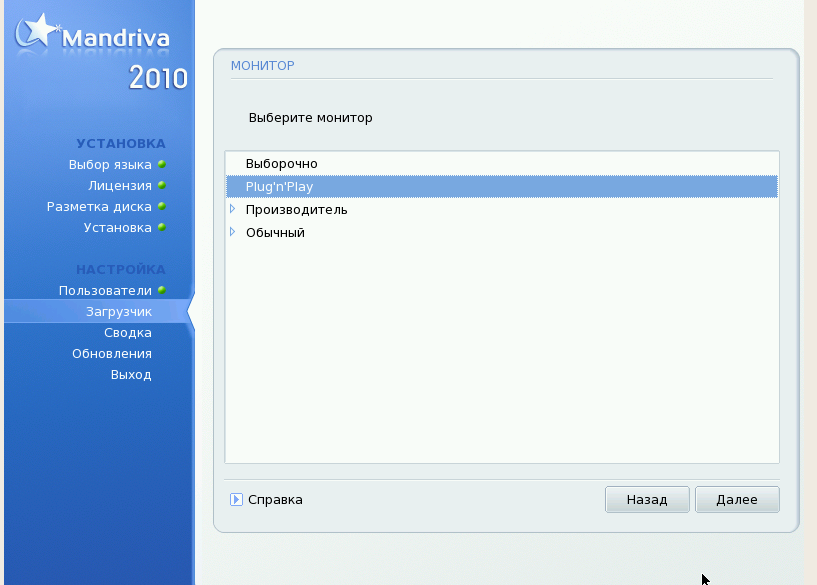 Mandriva
2010
УСТАНОВКА
Выбор языка
Лицензия
Разметка диска
Установка
НАСТРОЙКА
Пользователи
Загрузчик
Сводка
Обновления
Выход
МОНИТОР
Выберите монитор
Выборочно
Plug'n'Play
Производитель
Обычный
Справка
Назад
Далее